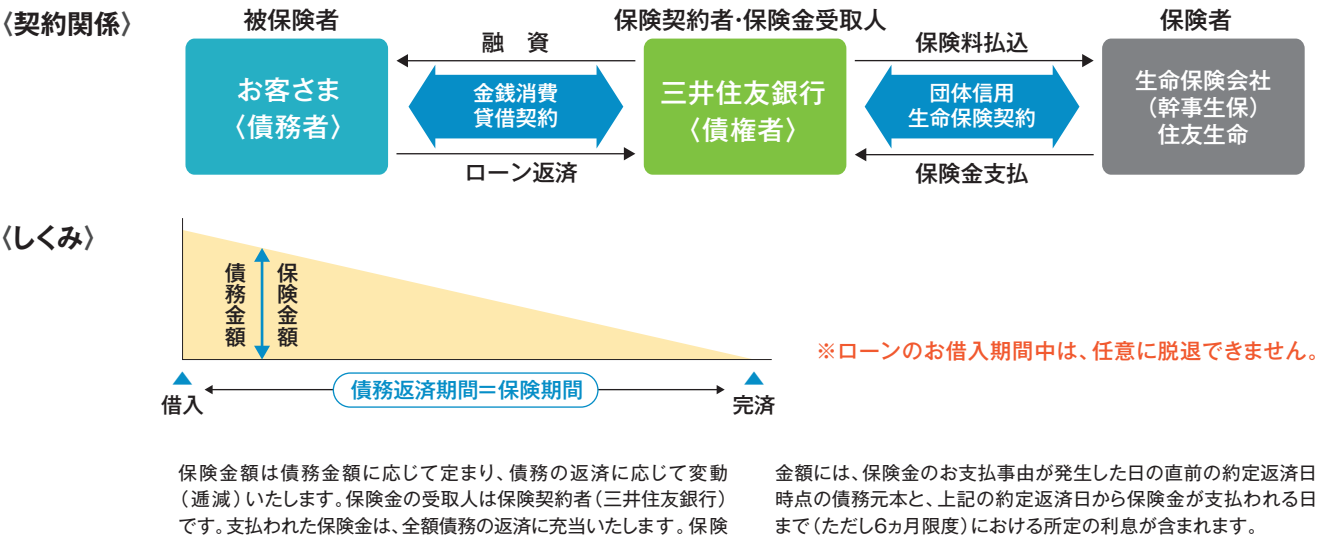 〈契約関係〉
被保険者
保険契約者・保険金受取人
保険者
お客さま
〈債務者〉
融 資
金銭消費
貸借契約
ローン返済
三井住友銀行
〈債権者〉
保険料払込
団体信用
生命保険契約
保険金支払
生命保険会社
(幹事生保)
住友生命
〈しくみ〉
債務金額
保険金額
※ローンのお借入期間中は、任意に脱退できません。
借入
債務返済期間=保険期間
完済
保険金額は債務金額に応じて定まり、債務の返済に応じて変動
(逓減)いたします。保険金の受取人は保険契約者(三井住友銀行)
です。支払われた保険金は、全額債務の返済に充当いたします。保険
金額には、保険金のお支払事由が発生した日の直前の約定返済日
時点の債務元本と、上記の約定返済日から保険金が支払われる日
まで(ただし6ヵ月限度)における所定の利息が含まれます。